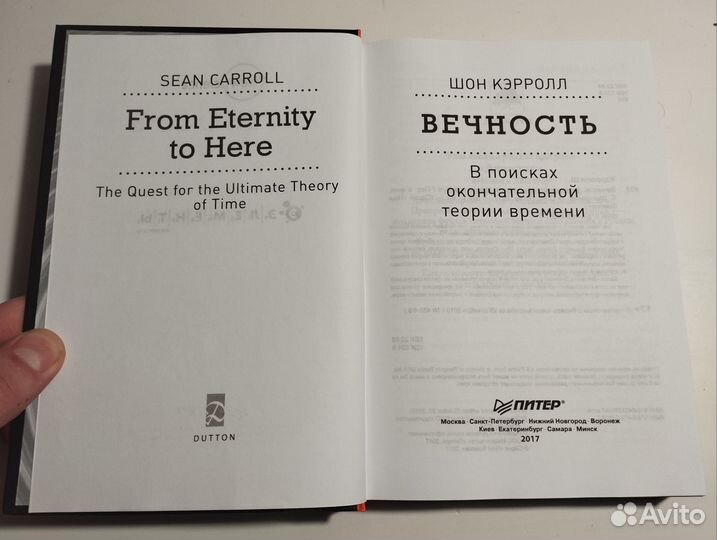 SEAN CARROLL
From Eternity
to Here
The Quest for the Ultimate Theory
of Time
DUTTON
ШОН КЭРРОЛЛ
ВЕЧНОСТЬ
В поисках
окончательной
теории времени
ПИТЕР®
Москва · Санкт-Петербург · Нижний Новгород · Воронеж
Киев · Екатеринбург · Самара · Минск
2017
Avito